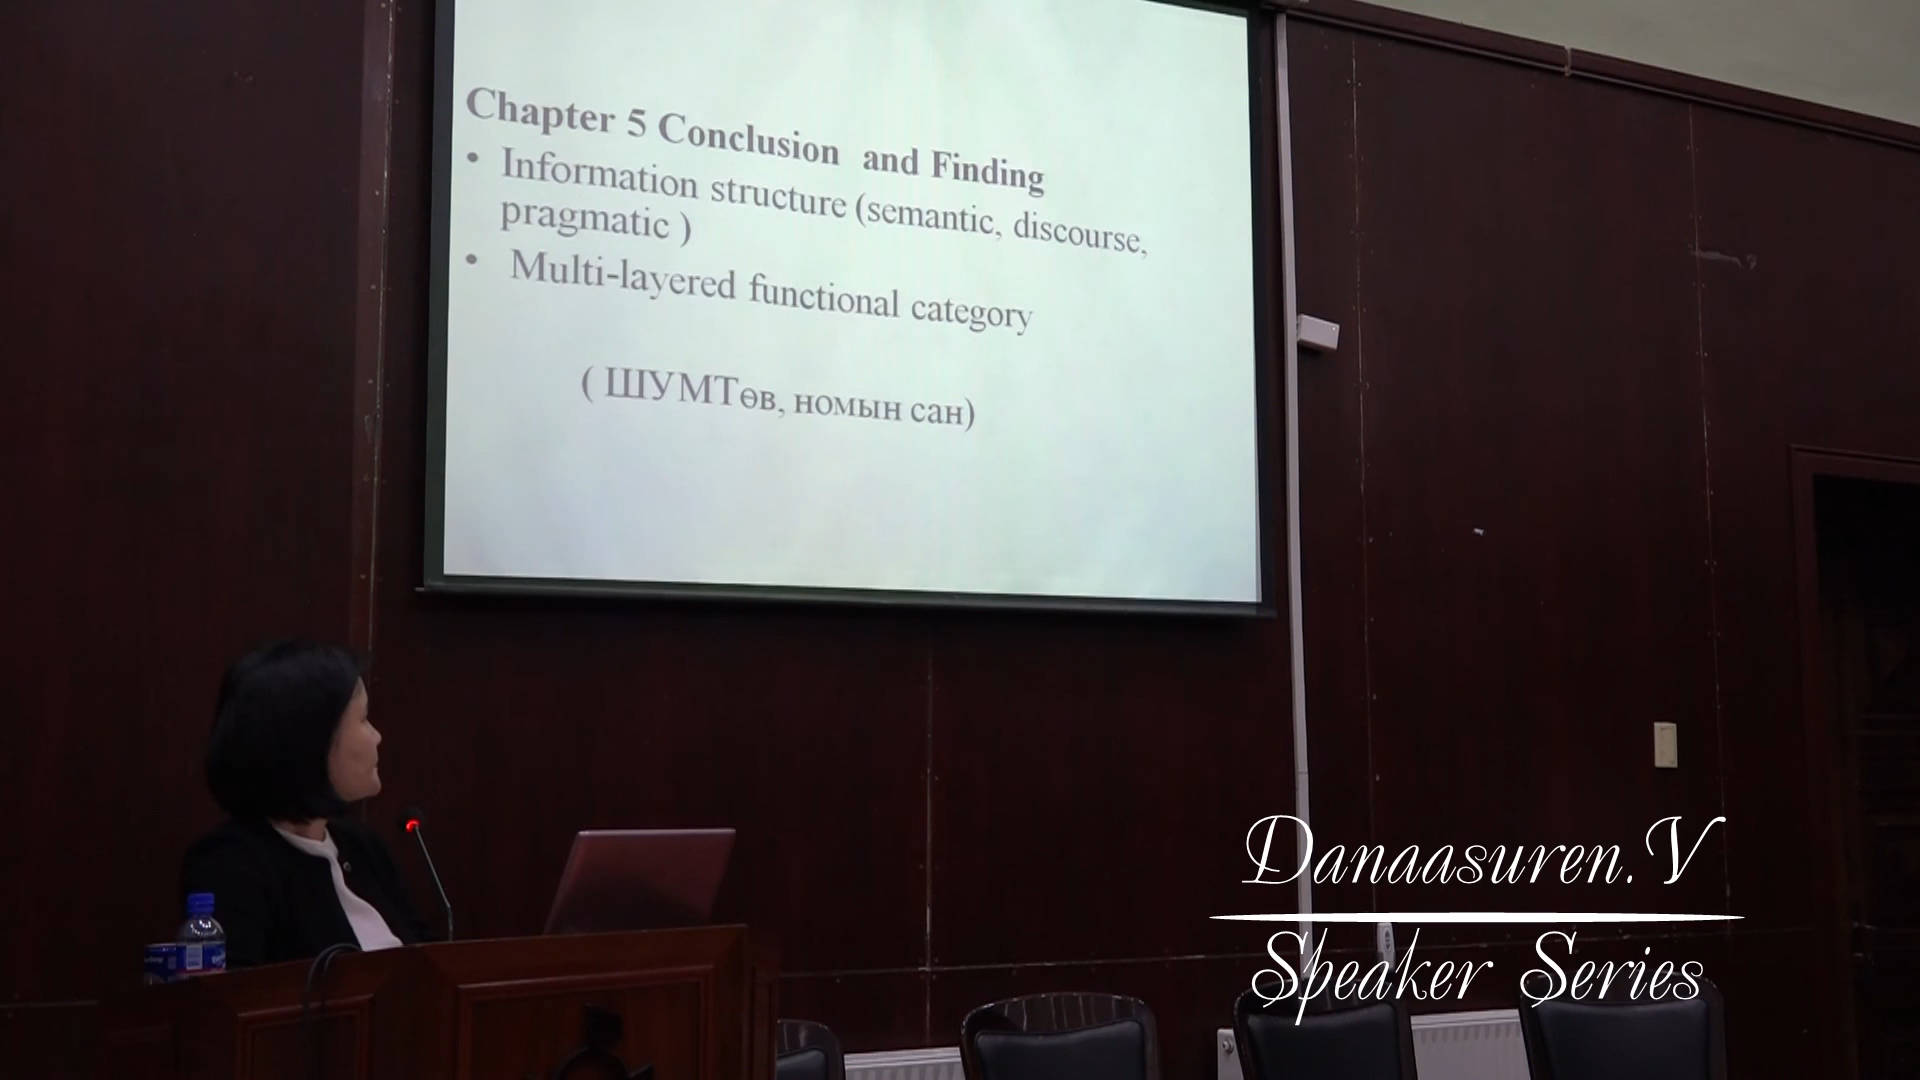 Chapter 5 Conclusion and Finding
• Information structure (semantic, discourse,
pragmatic )
• Multi-layered functional category
( ШУМТөв, номын сан)
Danaasuren.V
Speaker Series